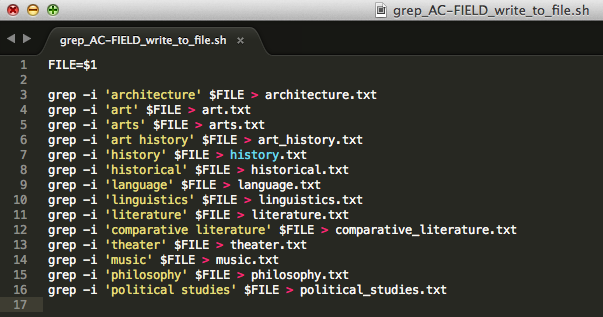 grep_AC-FIELD_write_to_file.sh
grep_AC-FIELD_write_to_file.sh ×
1 FILE=$1
2
3 grep -i 'architecture' $FILE > architecture.txt
4 grep -i 'art' $FILE > art.txt
5 grep -i 'arts' $FILE > arts.txt
6 grep -i 'art history' $FILE > art_history.txt
7 grep -i 'history' $FILE > history.txt
8 grep -i 'historical' $FILE > historical.txt
9 grep -i 'language' $FILE > language.txt
10 grep -i 'linguistics' $FILE > linguistics.txt
11 grep -i 'literature' $FILE > literature.txt
12 grep -i 'comparative literature' $FILE > comparative_literature.txt
13 grep -i 'theater' $FILE > theater.txt
14 grep -i 'music' $FILE > music.txt
15 grep -i 'philosophy' $FILE > philosophy.txt
16 grep -i 'political studies' $FILE > political_studies.txt
17